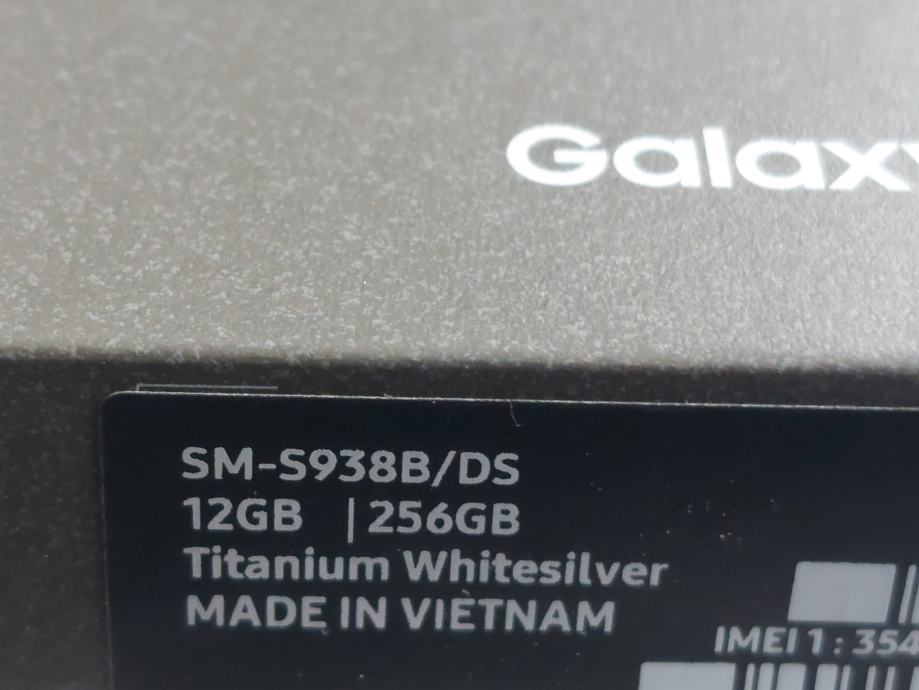 Galaxy
SM-S938B/DS
12GB | 256GB
Titanium Whitesilver
MADE IN VIETNAM
IMEI 1 : 354